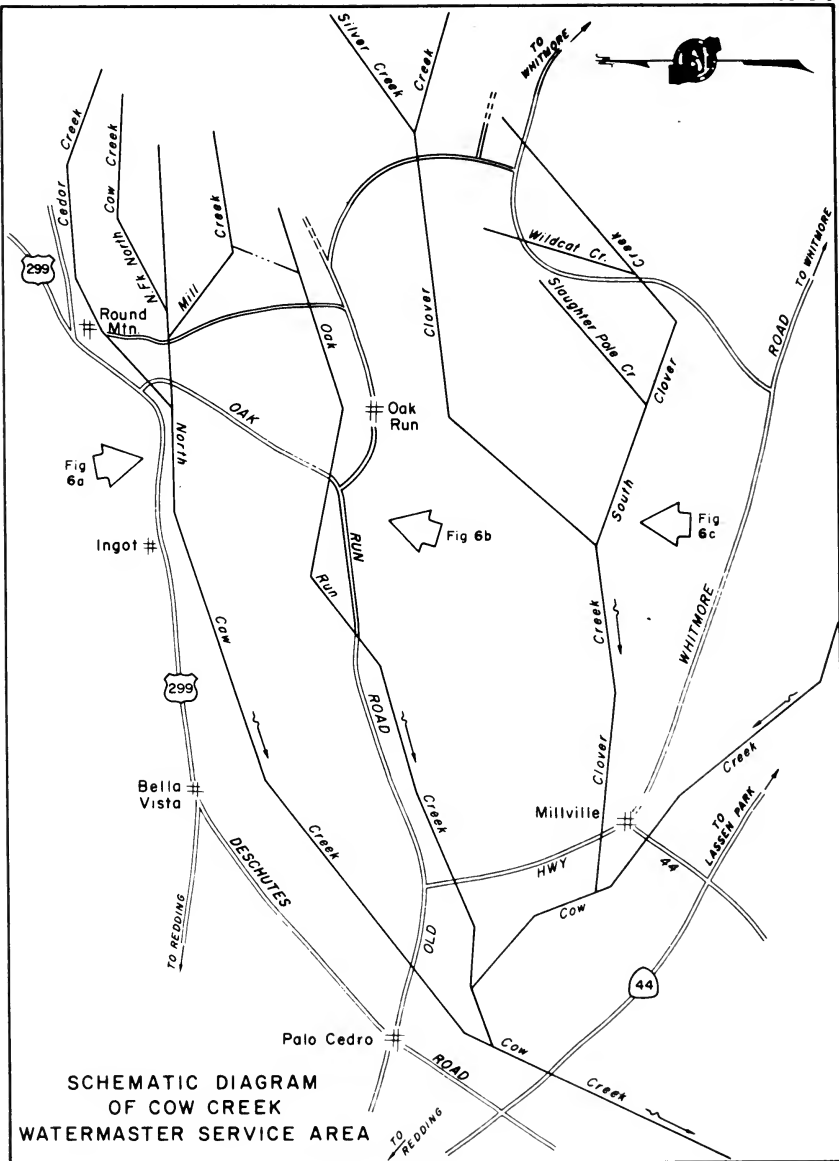 Silver Creek
Creek
TO WHITMORE
N
Cedar Creek
N. Fk North Cow Creek
Mill Creek
299
Round
Mtn.
Oak
Run
Clover
Wildcat Cr.
Creek
Slaughter Pole Cr
Clover
South
Creek
Clover
ROAD
TO WHITMORE
OAK
RUN
ROAD
Oak
Run
Creek
North
Cow
Creek
Fig
6a
Fig 6b
Fig
6c
Ingot
299
WHITMORE
Bella
Vista
Creek
Millville
TO
LASSEN PARK
DESCHUTES
HWY
44
TO REDDING
OLD
Cow
44
Palo Cedro
ROAD
Cow
Creek
TO
REDDING
SCHEMATIC DIAGRAM
OF COW CREEK
WATERMASTER SERVICE AREA